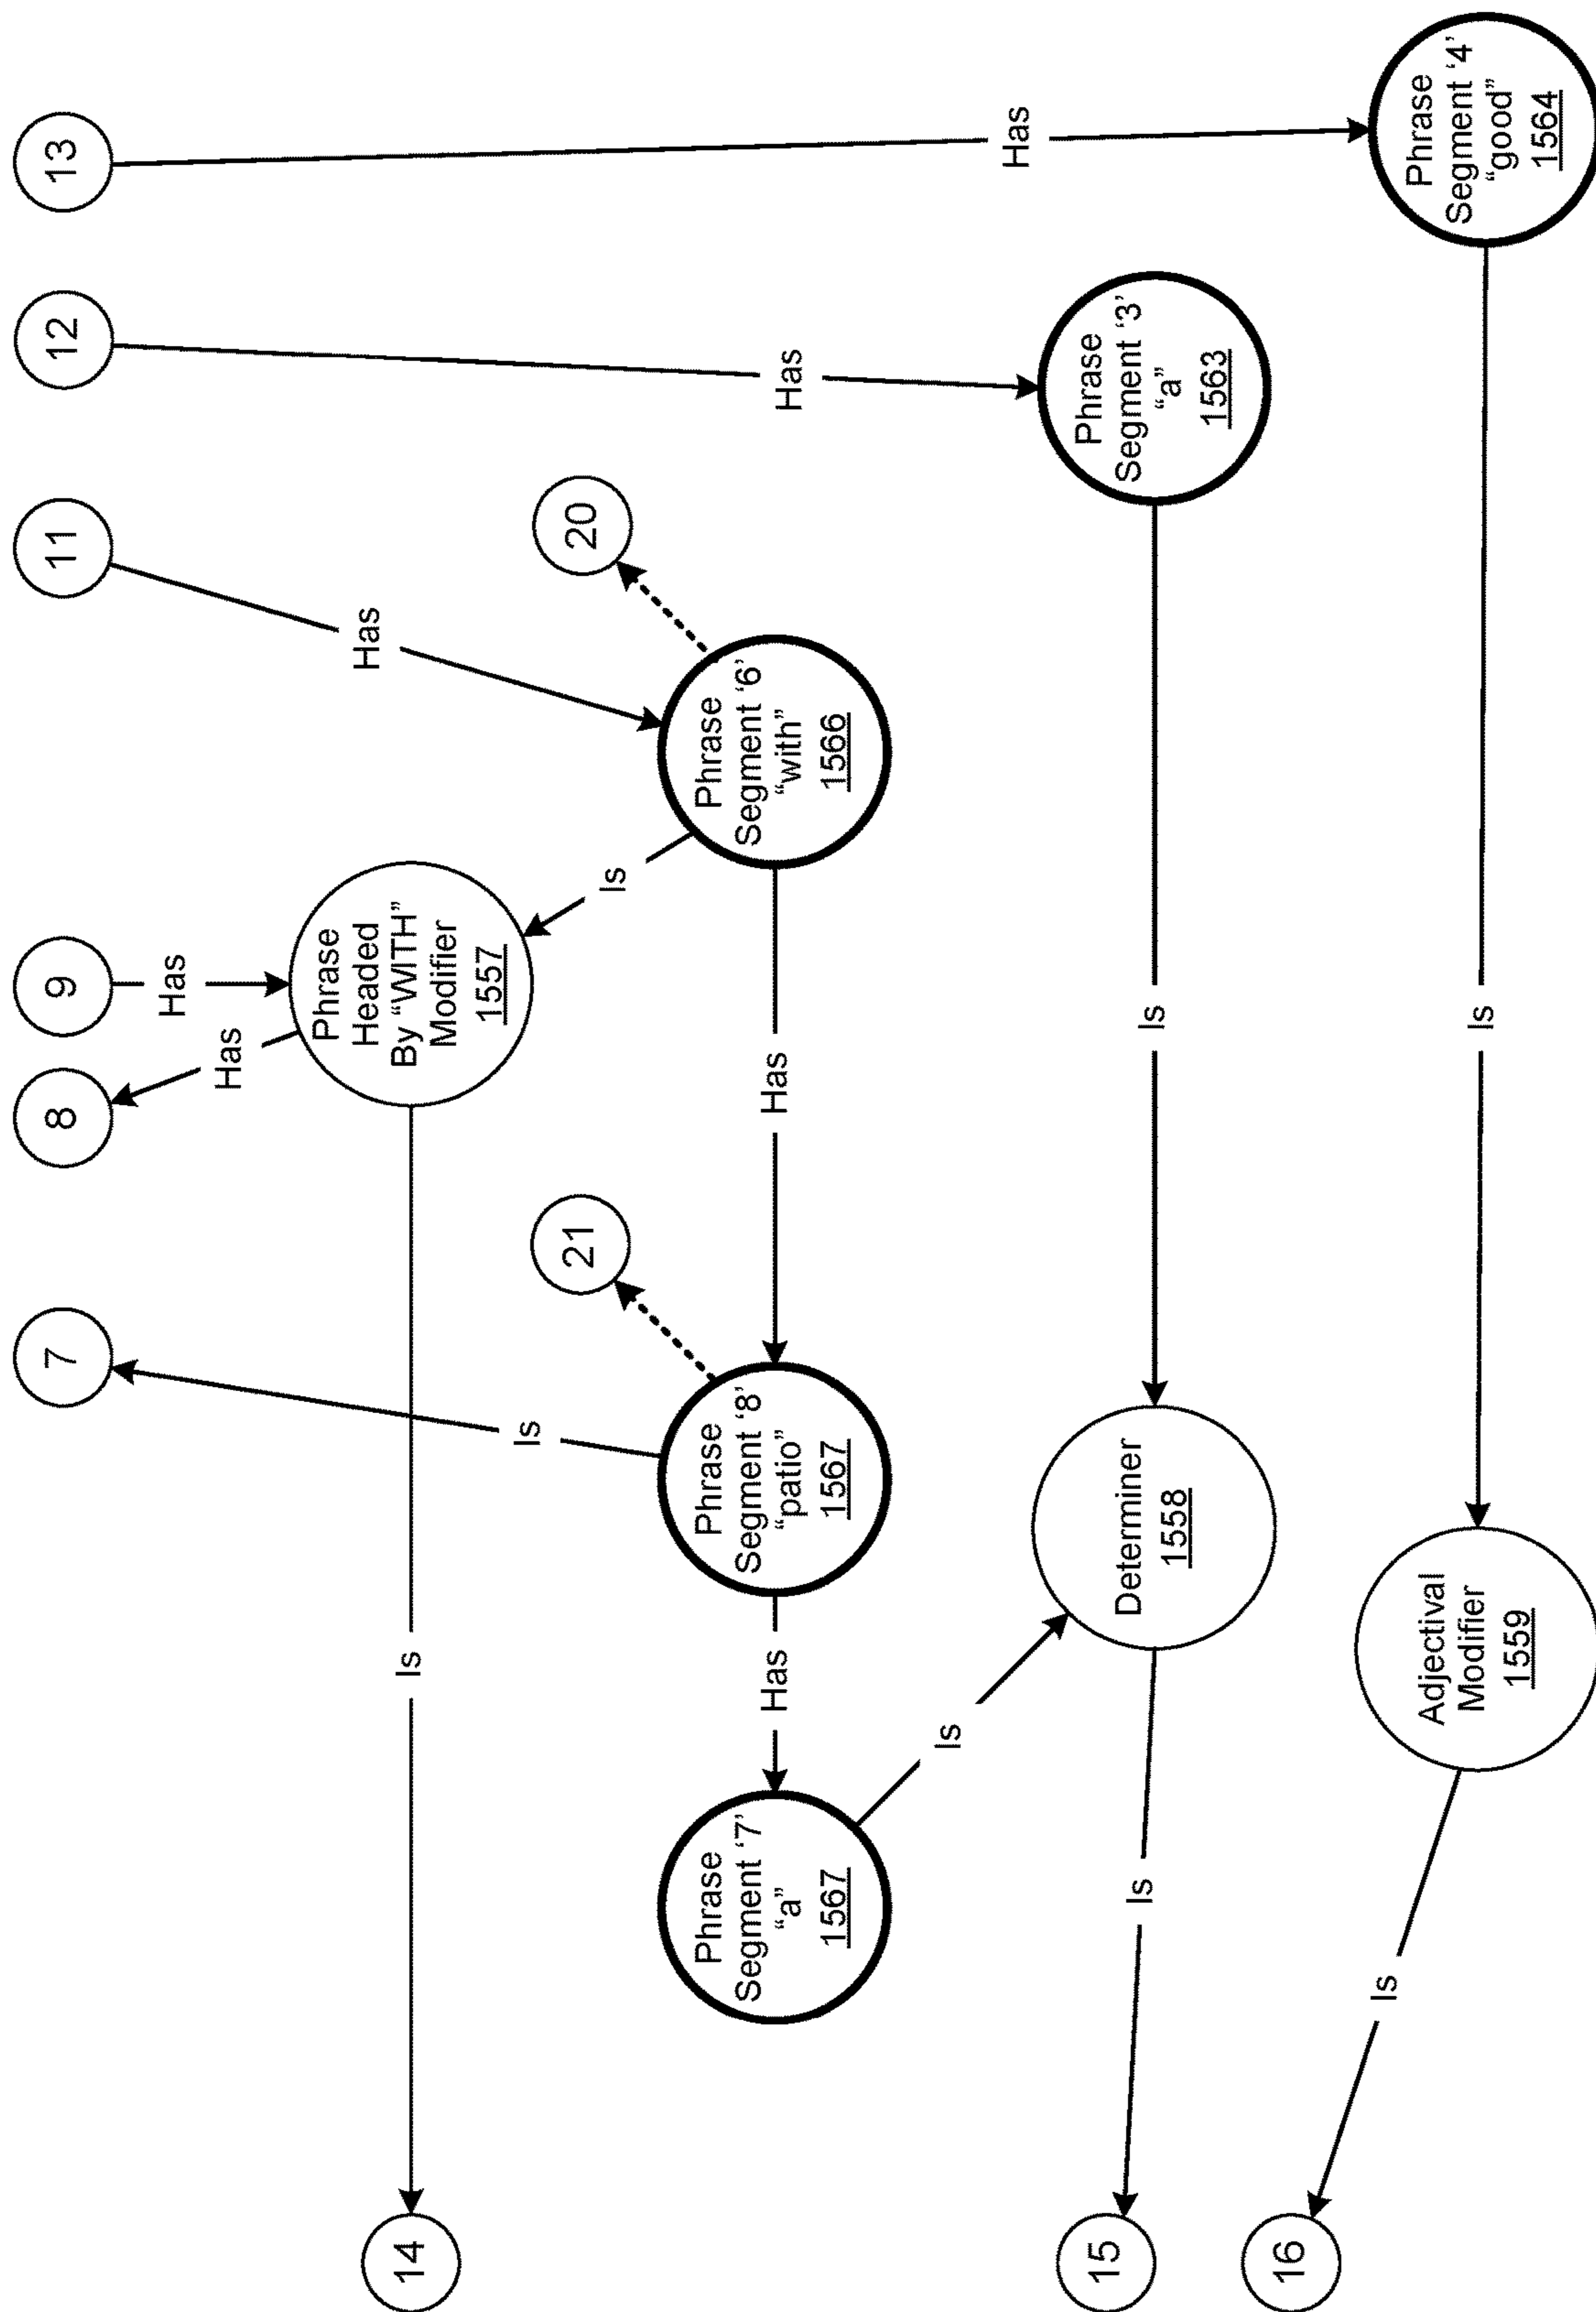 7
8
9
11
12
13
Has
Has
Has
Has
Has
Phrase
Headed
By “WITH”
Modifier
1557
Is
Is
Is
14
21
20
Phrase
Segment ‘7’
“a”
1567
Has
Phrase
Segment ‘8’
“patio”
1567
Has
Phrase
Segment ‘6’
“with”
1566
Is
Phrase
Segment ‘3’
“a”
1563
Is
Determiner
1558
Is
15
Phrase
Segment ‘4’
“good”
1564
Is
Adjectival
Modifier
1559
Is
16